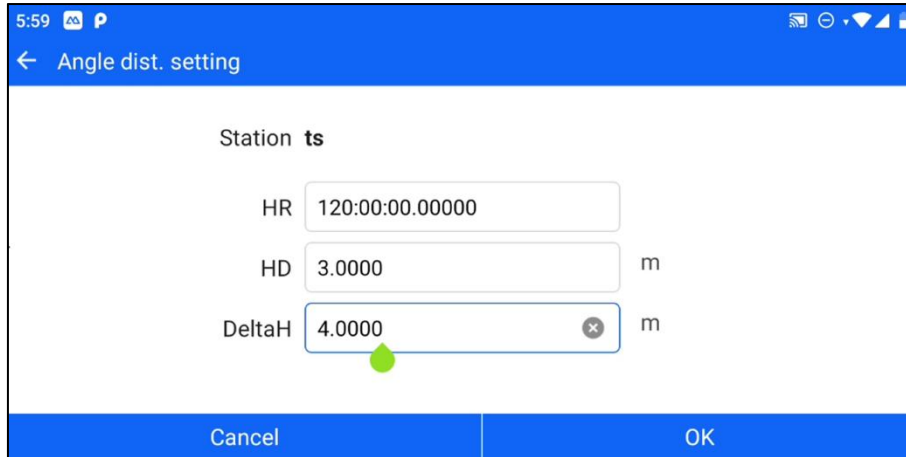 5:59
Angle dist. setting
Station ts
HR 120:00:00.00000
HD 3.0000 m
DeltaH 4.0000 m
Cancel OK